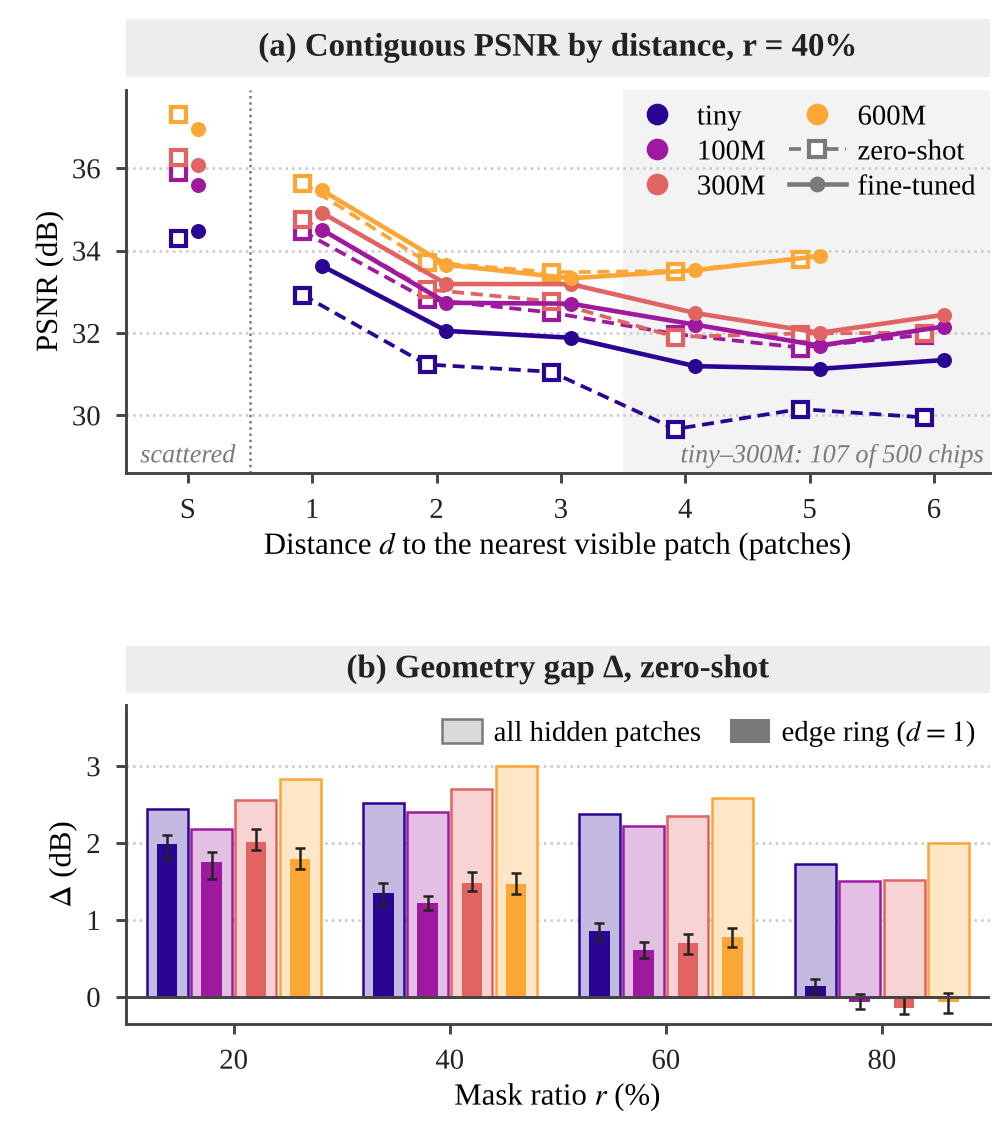 (a) Contiguous PSNR by distance, r = 40%
tiny
100M
300M
600M
zero-shot
fine-tuned
PSNR (dB)
36
34
32
30
scattered
tiny–300M: 107 of 500 chips
S 1 2 3 4 5 6
Distance d to the nearest visible patch (patches)
(b) Geometry gap Δ, zero-shot
all hidden patches
edge ring (d = 1)
Δ (dB)
3
2
1
0
20 40 60 80
Mask ratio r (%)